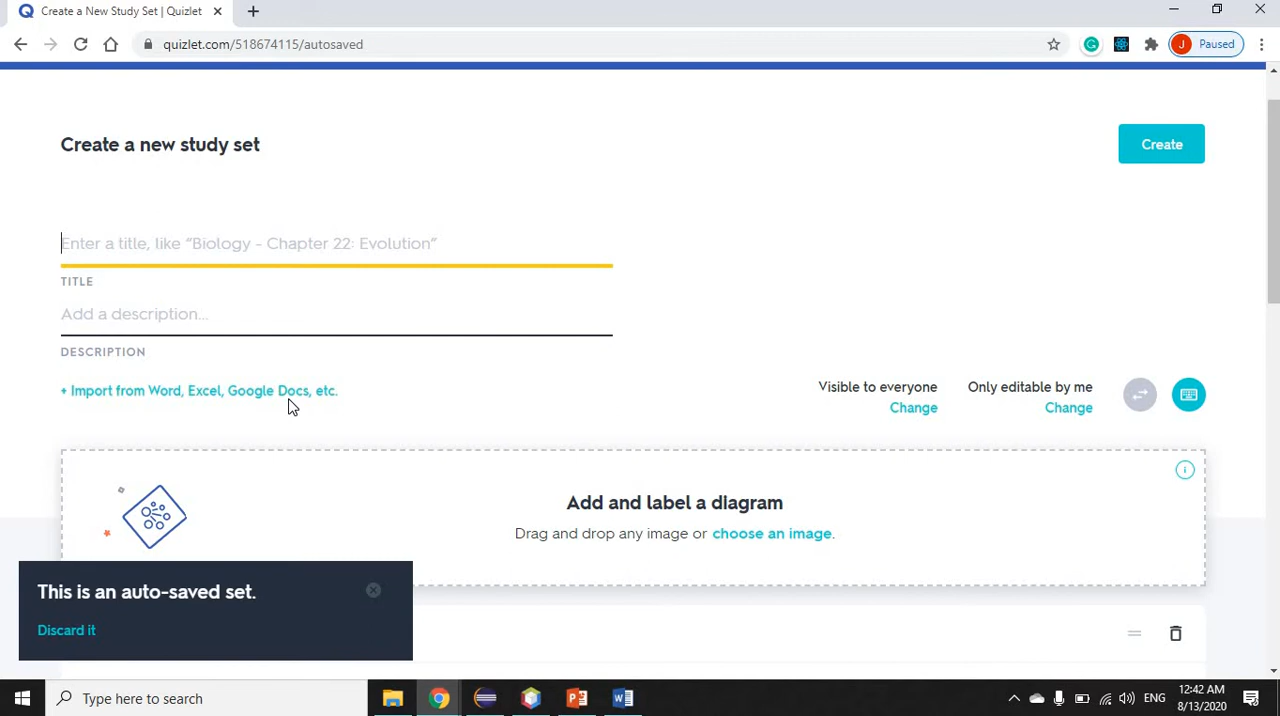 Create a New Study Set | Quizlet
quizlet.com/518674115/autosaved
J Paused
Create a new study set
Create
Enter a title, like “Biology - Chapter 22: Evolution”
TITLE
Add a description...
DESCRIPTION
+ Import from Word, Excel, Google Docs, etc.
Visible to everyone
Change
Only editable by me
Change
Add and label a diagram
Drag and drop any image or choose an image.
This is an auto-saved set.
Discard it
Type here to search
ENG
12:42 AM
8/13/2020